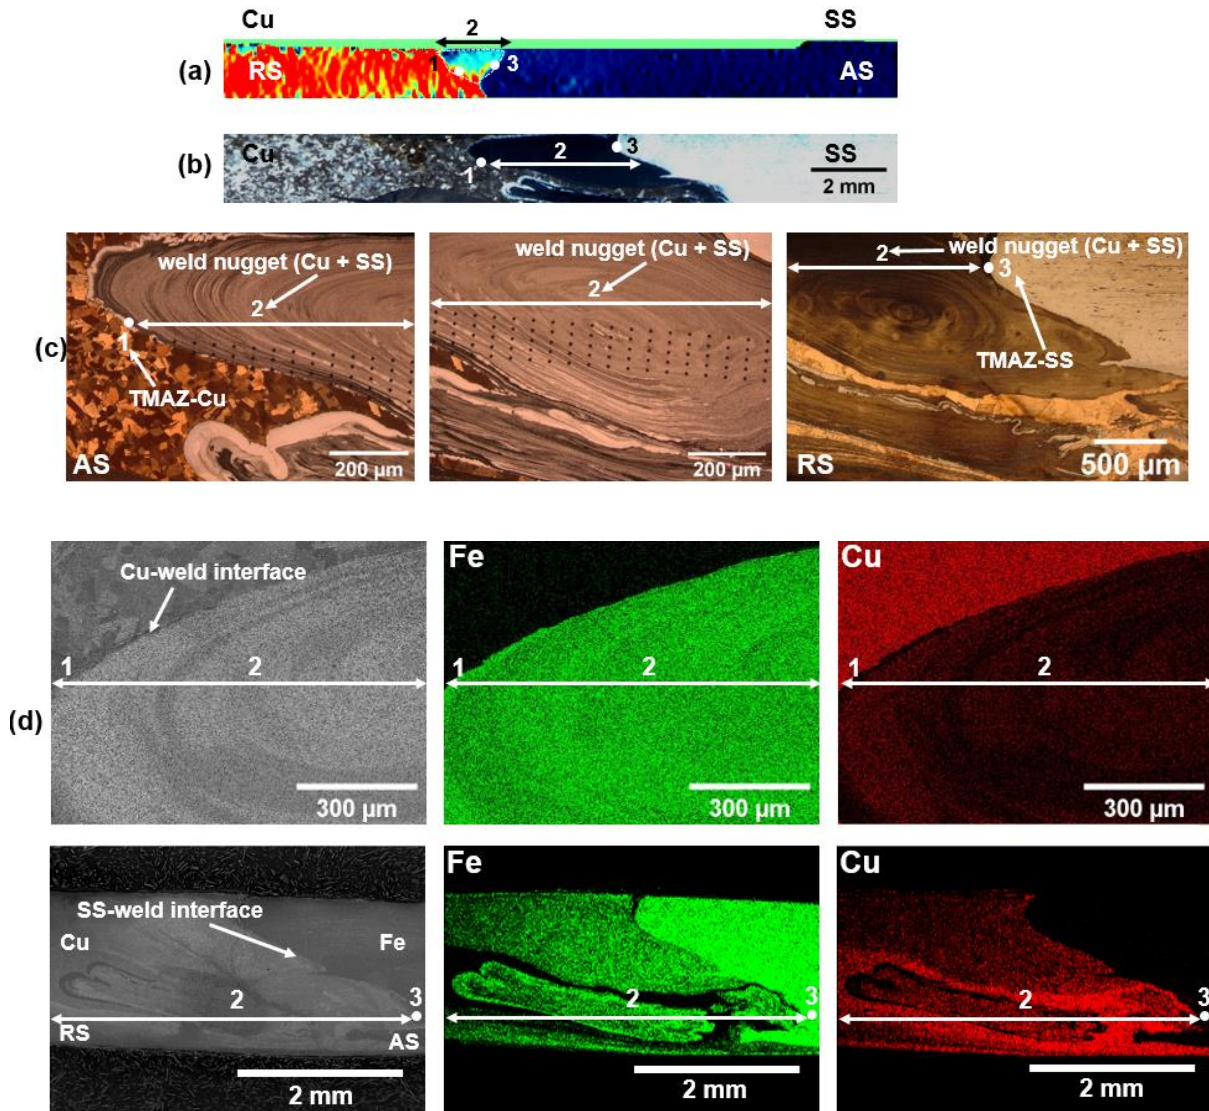 Cu 2 SS
(a) RS 1 3 AS
(b) Cu 1 2 3 SS
2 mm
(c) weld nugget (Cu + SS) weld nugget (Cu + SS) weld nugget (Cu + SS)
2 2 2 3
1
TMAZ-Cu TMAZ-SS
AS 200 µm 200 µm RS 500 µm
(d) Cu-weld interface Fe Cu
1 2 1 2 1 2
300 µm 300 µm 300 µm
SS-weld interface Fe Cu
Cu Fe
2 3 2 3 2 3
RS AS
2 mm 2 mm 2 mm